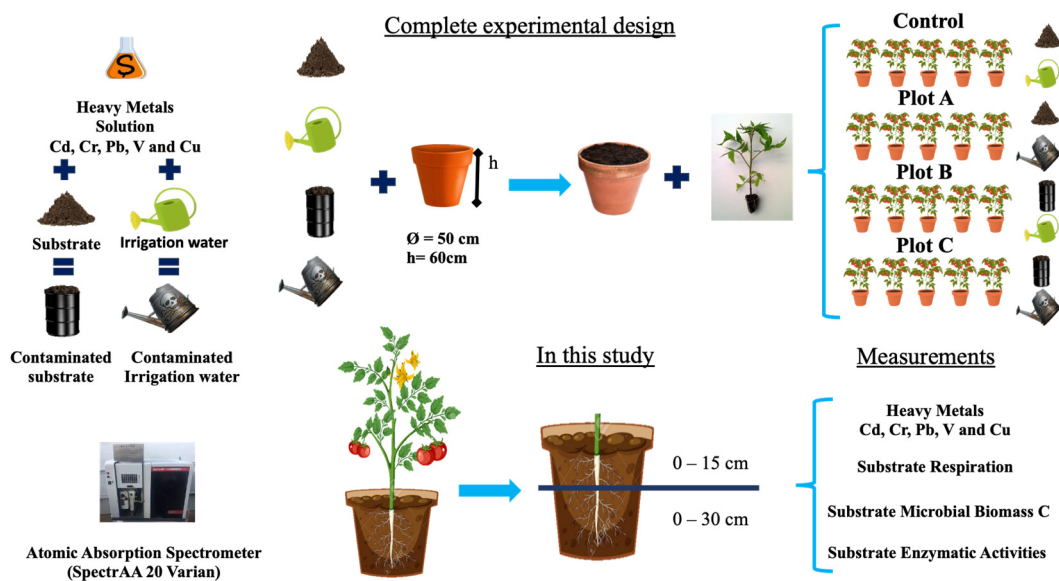 Complete experimental design
$
Heavy Metals
Solution
Cd, Cr, Pb, V and Cu
Substrate
Irrigation water
Contaminated
substrate
Contaminated
Irrigation water
h
Ø = 50 cm
h= 60cm
Control
Plot A
Plot B
Plot C
Atomic Absorption Spectrometer
(SpectrAA 20 Varian)
In this study
0 – 15 cm
0 – 30 cm
Measurements
Heavy Metals
Cd, Cr, Pb, V and Cu
Substrate Respiration
Substrate Microbial Biomass C
Substrate Enzymatic Activities